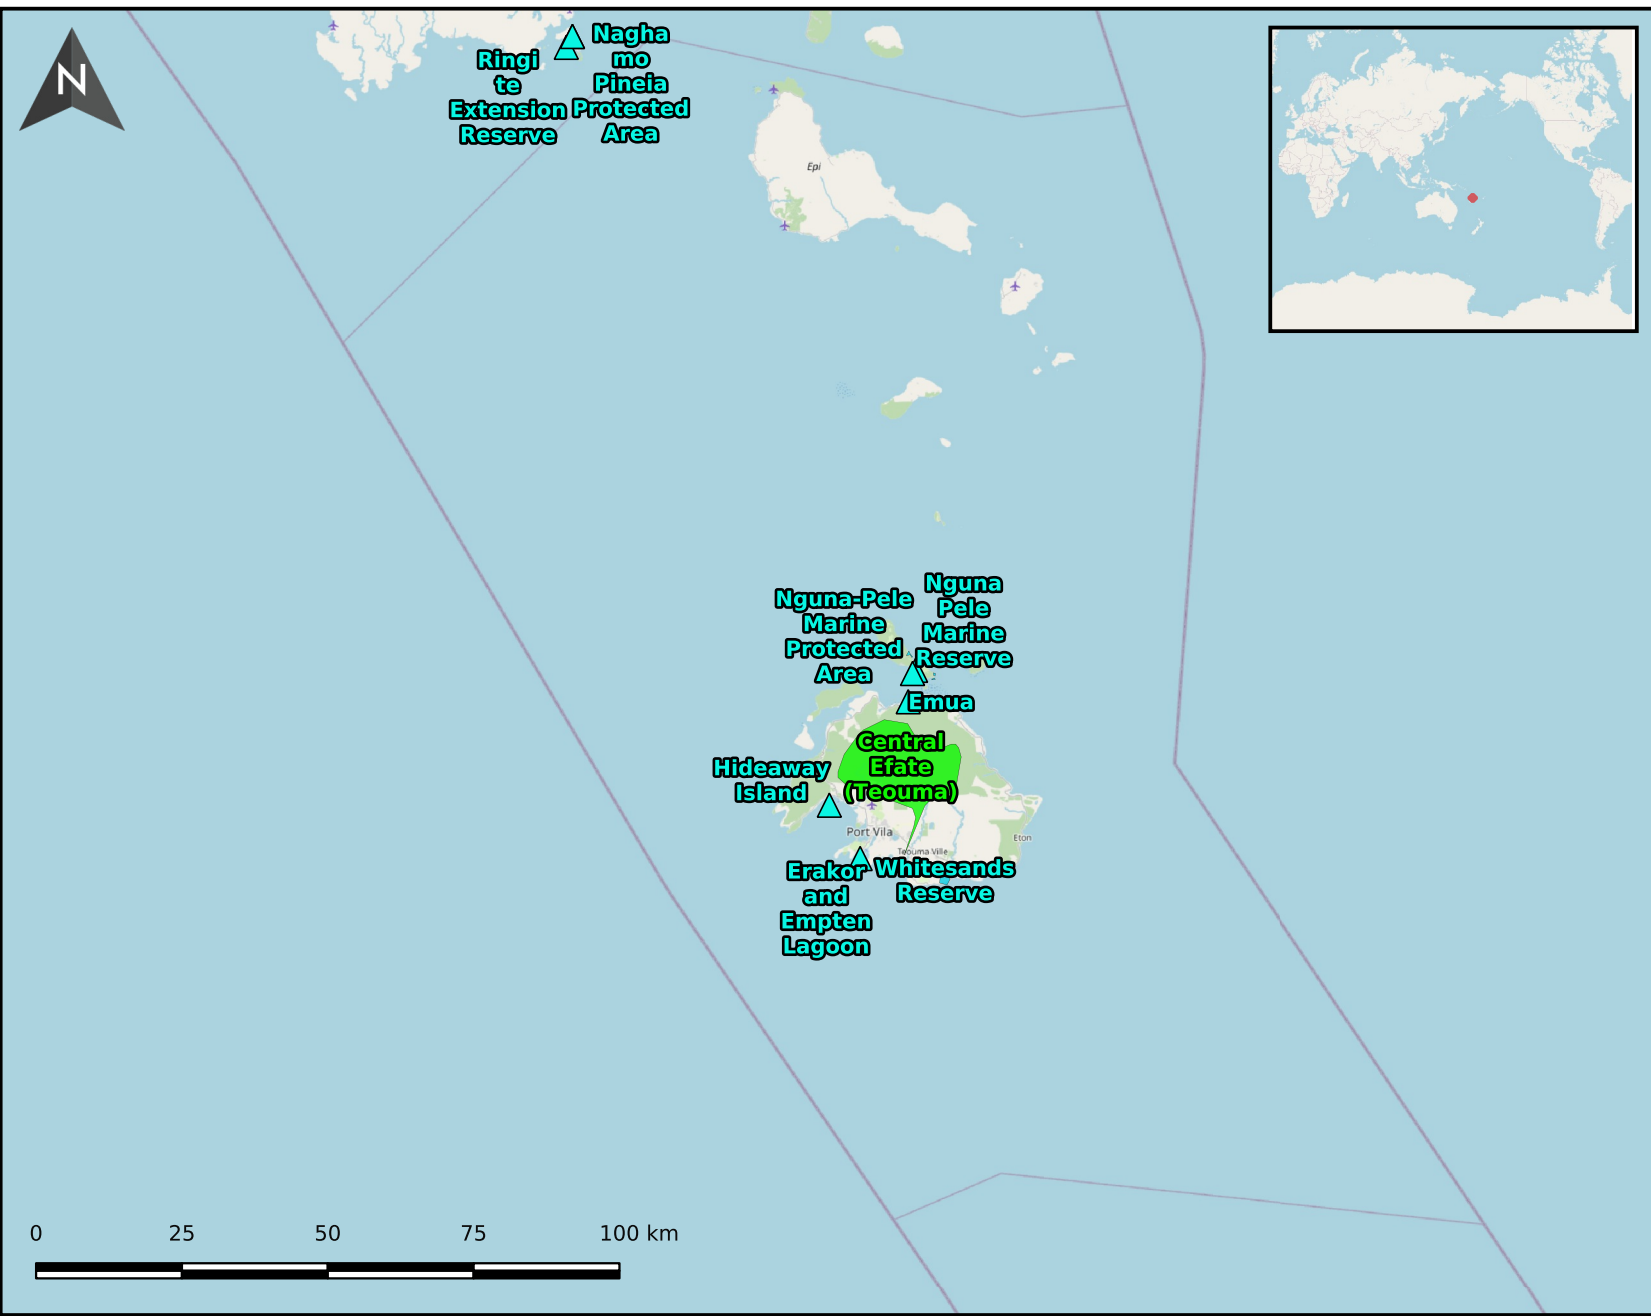 N
Ringi
te
Extension
Reserve
Nagha
mo
Pineia
Protected
Area
Epi
Nguna-Pele
Marine
Protected
Area
Nguna
Pele
Marine
Reserve
Emua
Central
Efate
(Teouma)
Hideaway
Island
Port Vila
Eton
Teouma Ville
Erakor
and
Empten
Lagoon
Whitesands
Reserve
0 25 50 75 100 km